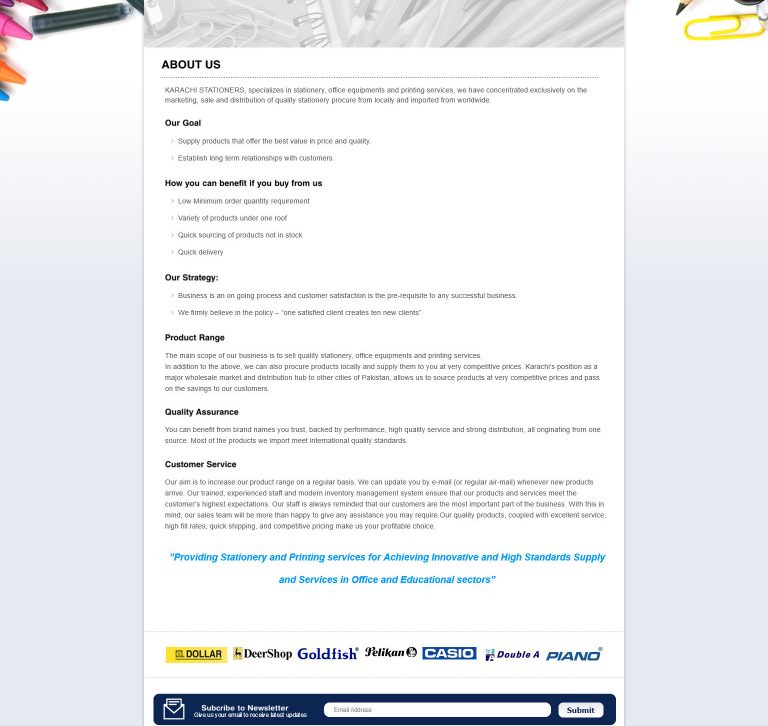 ABOUT US
KARACHI STATIONERS, specializes in stationery, office equipments and printing services, we have concentrated exclusively on the
marketing, sale and distribution of quality stationery procure from locally and imported from worldwide.
Our Goal
Supply products that offer the best value in price and quality.
Establish long term relationships with customers.
How you can benefit if you buy from us
Low Minimum order quantity requirement
Variety of products under one roof
Quick sourcing of products not in stock
Quick delivery
Our Strategy:
Business is an on going process and customer satisfaction is the pre-requisite to any successful business.
We firmly believe in the policy – "one satisfied client creates ten new clients"
Product Range
The main scope of our business is to sell quality stationery, office equipments and printing services.
In addition to the above, we can also procure products locally and supply them to you at very competitive prices. Karachi's position as a
major wholesale market and distribution hub to other cities of Pakistan, allows us to source products at very competitive prices and pass
on the savings to our customers.
Quality Assurance
You can benefit from brand names you trust, backed by performance, high quality service and strong distribution, all originating from one
source. Most of the products we import meet international quality standards.
Customer Service
Our aim is to increase our product range on a regular basis. We can update you by e-mail (or regular air-mail) whenever new products
arrive. Our trained, experienced staff and modern inventory management system ensure that our products and services meet the
customer's highest expectations. Our staff is always reminded that our customers are the most important part of the business. With this in
mind, our sales team will be more than happy to give any assistance you may require.Our quality products, coupled with excellent service,
high fill rates, quick shipping, and competitive pricing make us your profitable choice.
"Providing Stationery and Printing services for Achieving Innovative and High Standards Supply
and Services in Office and Educational sectors"
DOLLAR DeerShop Goldfish® Pelikan CASIO Double A PIANO®
Subcribe to Newsletter
Give us your email to receive latest updates
Email Address
Submit